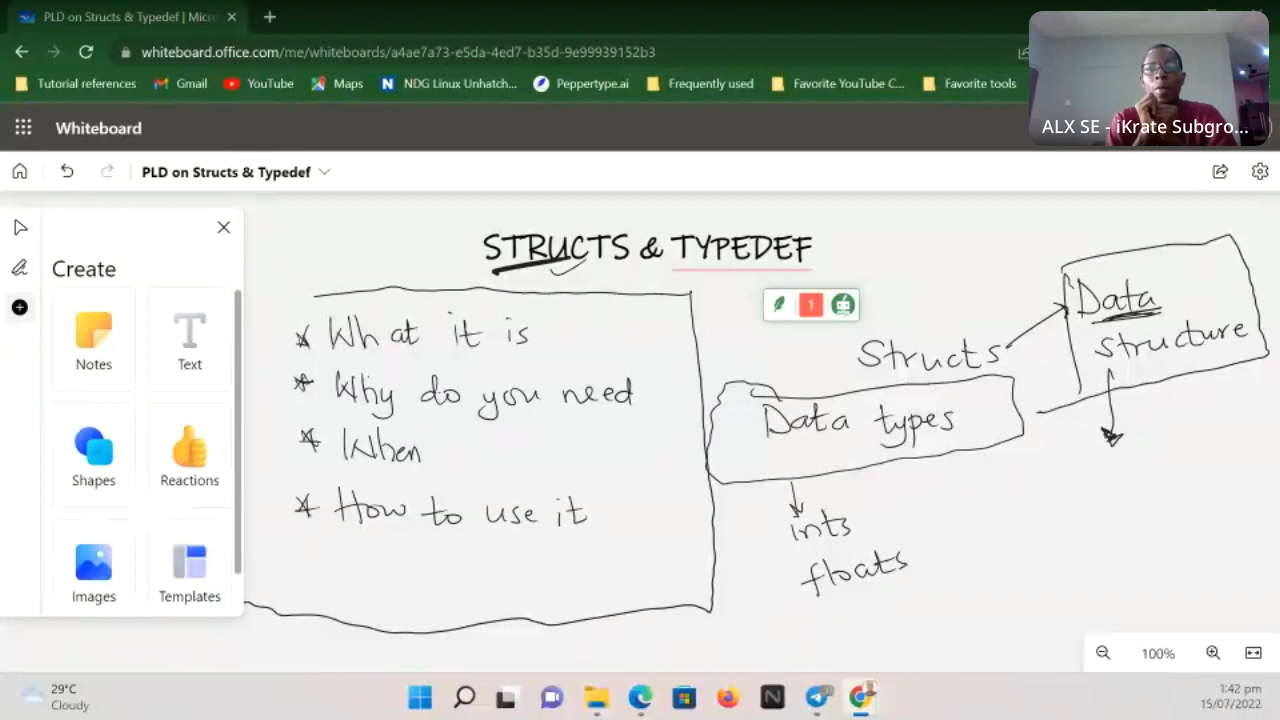 PLD on Structs & Typedef | Micr
whiteboard.office.com/me/whiteboards/a4ae7a73-e5da-4ed7-b35d-9e99939152b3
Tutorial references
Gmail
YouTube
Maps
NDG Linux Unhatch...
Peppertype.ai
Frequently used
Favorite YouTube C...
Favorite tools
ALX SE - iKrate Subgro...
Whiteboard
PLD on Structs & Typedef
Create
Notes
Text
Shapes
Reactions
Images
Templates
STRUCTS & TYPEDEF
1
What it is
Why do you need
When
How to use it
Structs
Data
structure
Data types
ints
floats
100%
29°C
Cloudy
1:42 pm
15/07/2022